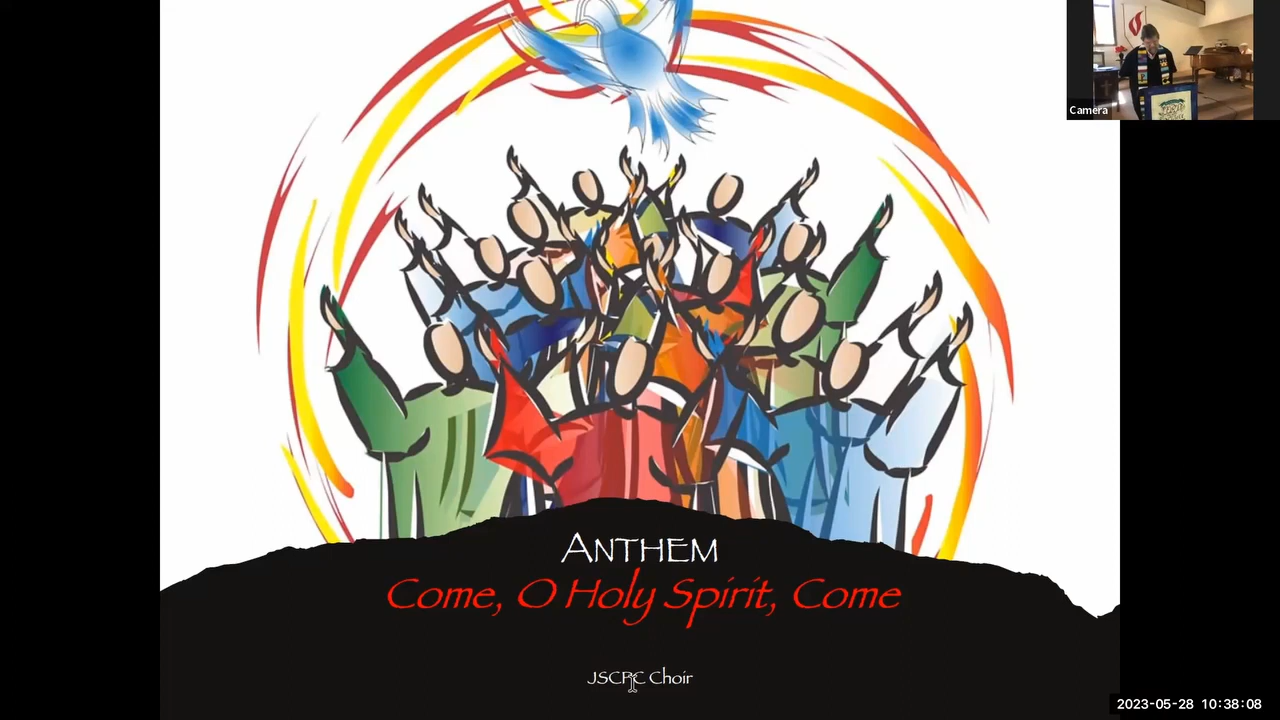 Camera
ANTHEM
Come, O Holy Spirit, Come
JSCPC Choir
2023-05-28 10:38:08